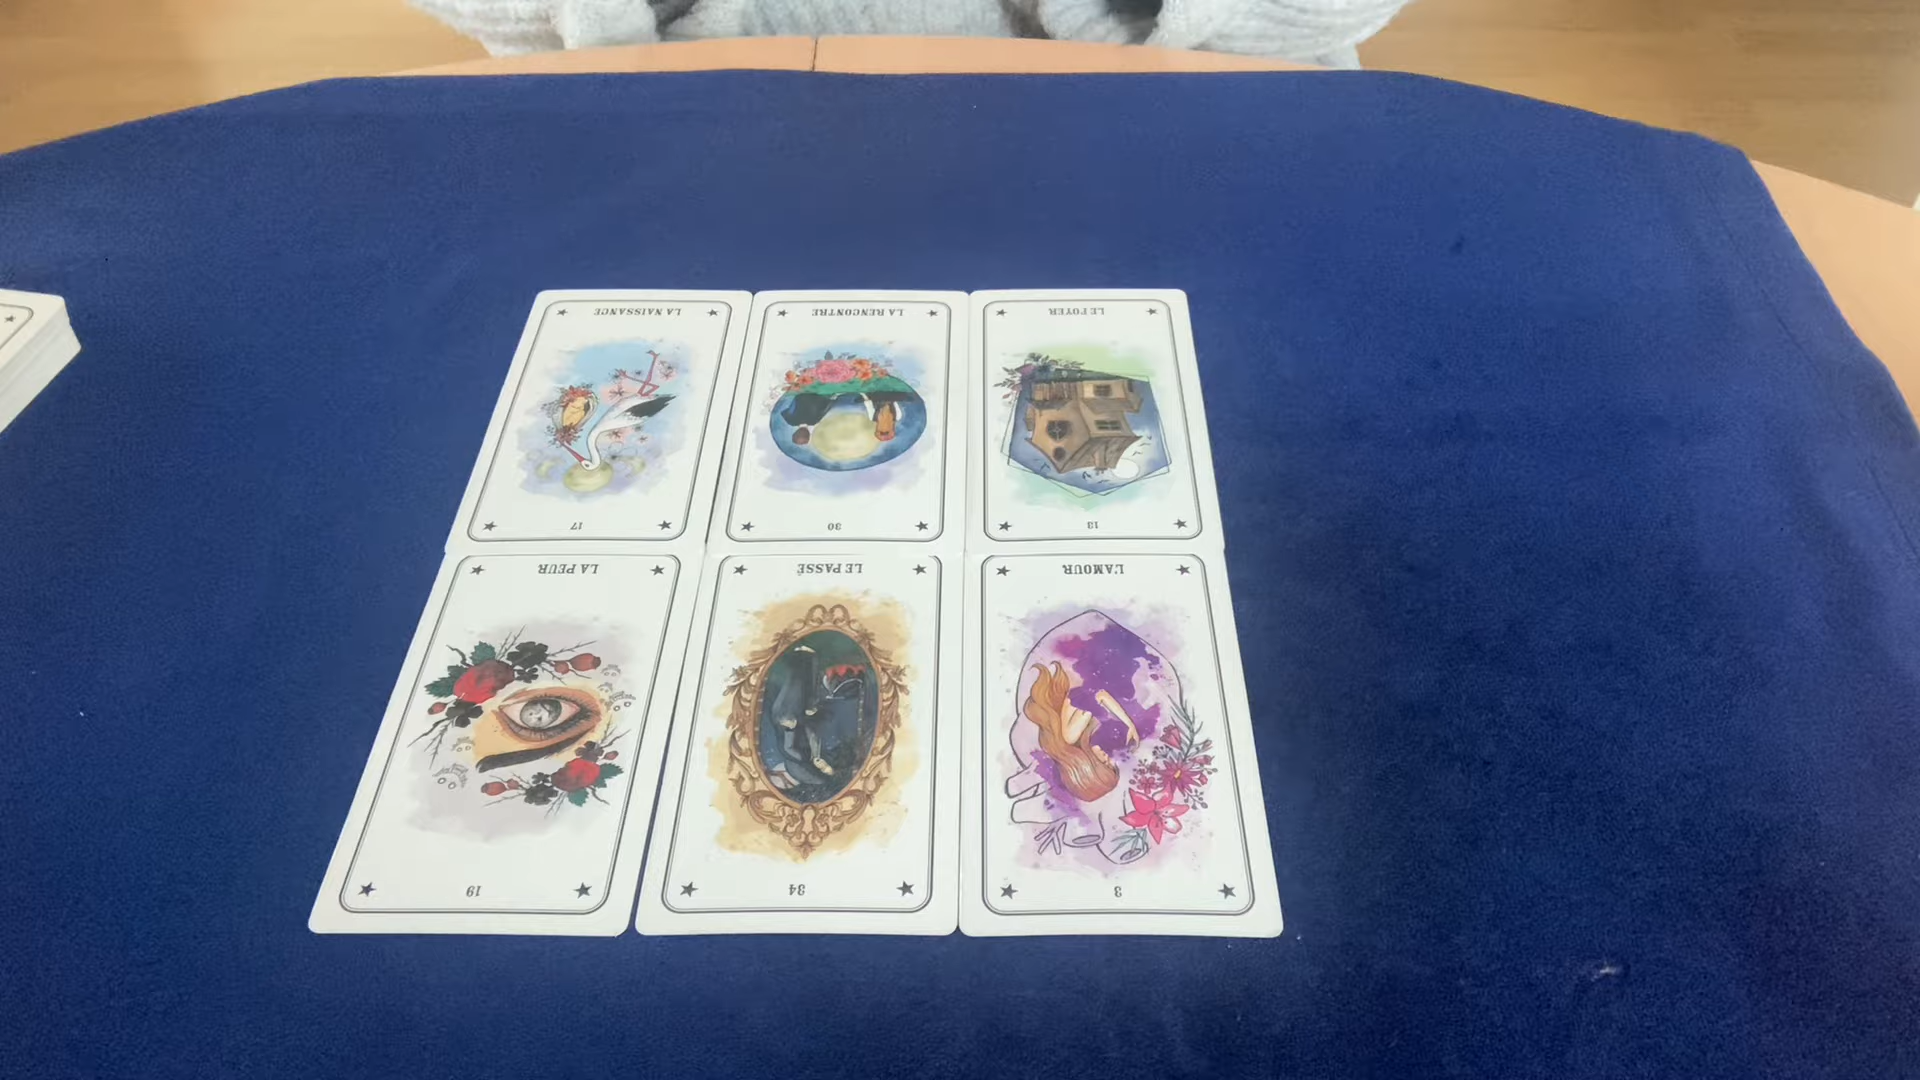 LA NAISSANCE
17
LA RENCONTRE
30
LE FOYER
13
LA PEUR
19
LE PASSÉ
34
L'AMOUR
3